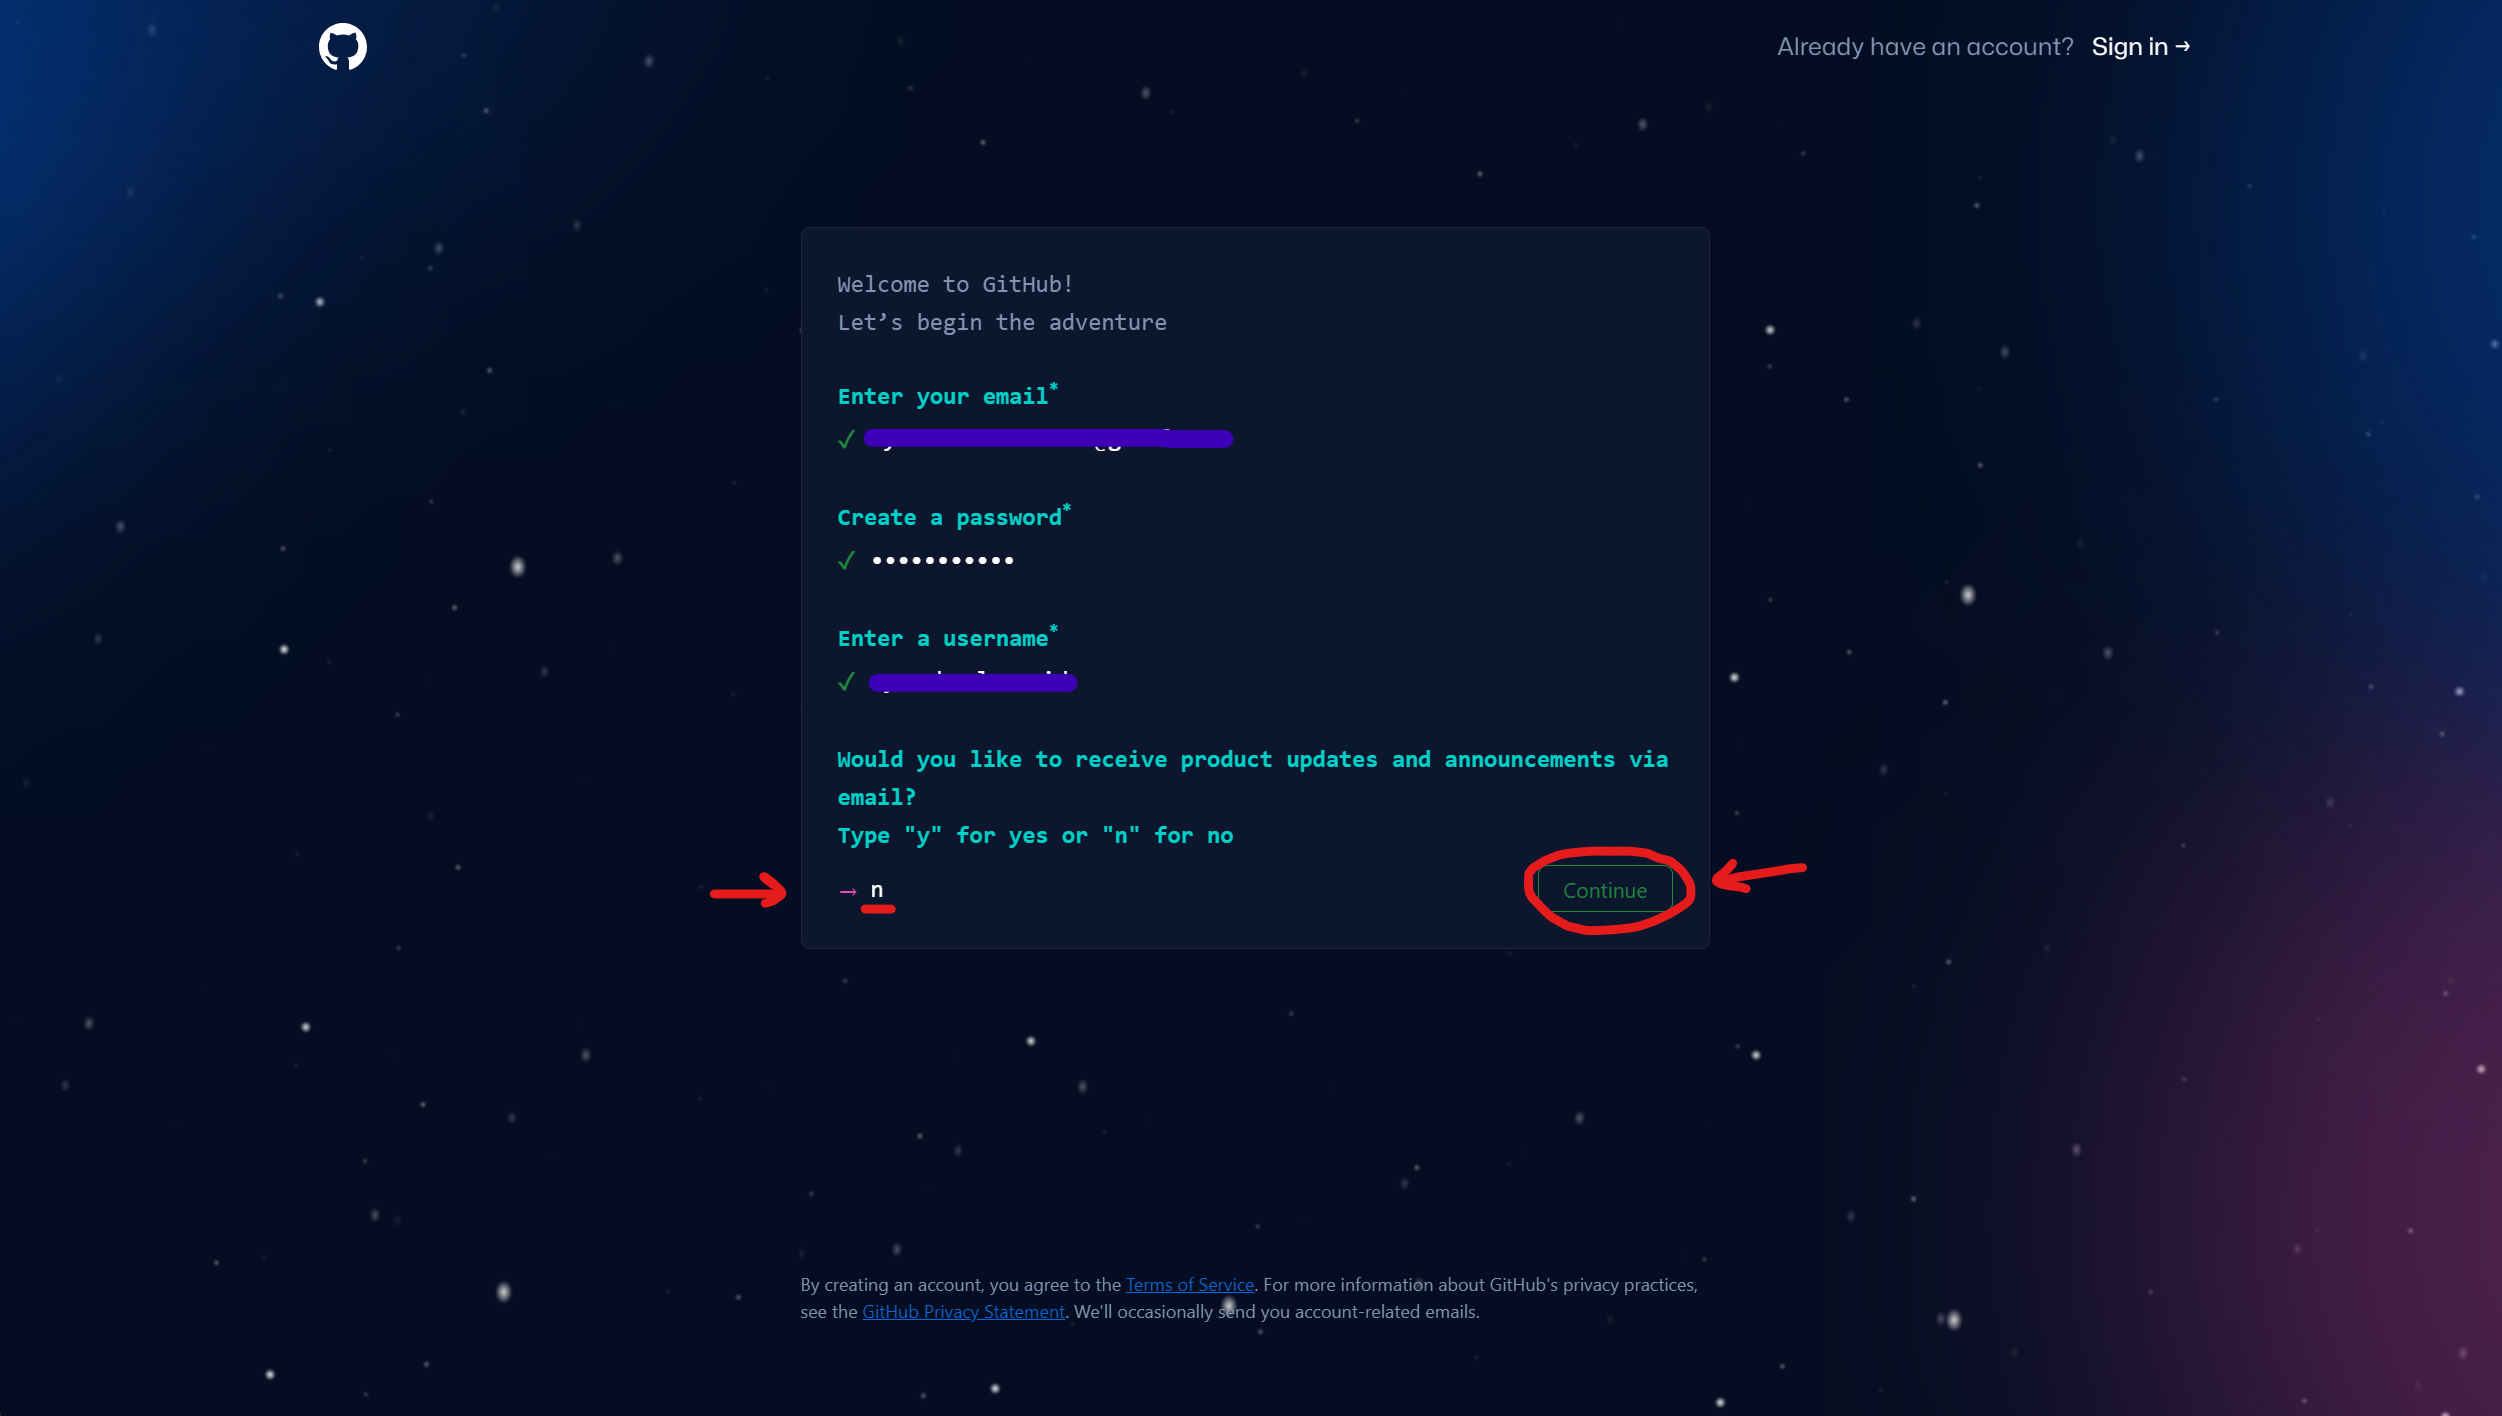 Already have an account? Sign in →
Welcome to GitHub!
Let’s begin the adventure
Enter your email*
✓
Create a password*
✓ •••••••••••
Enter a username*
✓
Would you like to receive product updates and announcements via
email?
Type "y" for yes or "n" for no
→ n
Continue
By creating an account, you agree to the Terms of Service. For more information about GitHub's privacy practices,
see the GitHub Privacy Statement. We'll occasionally send you account-related emails.